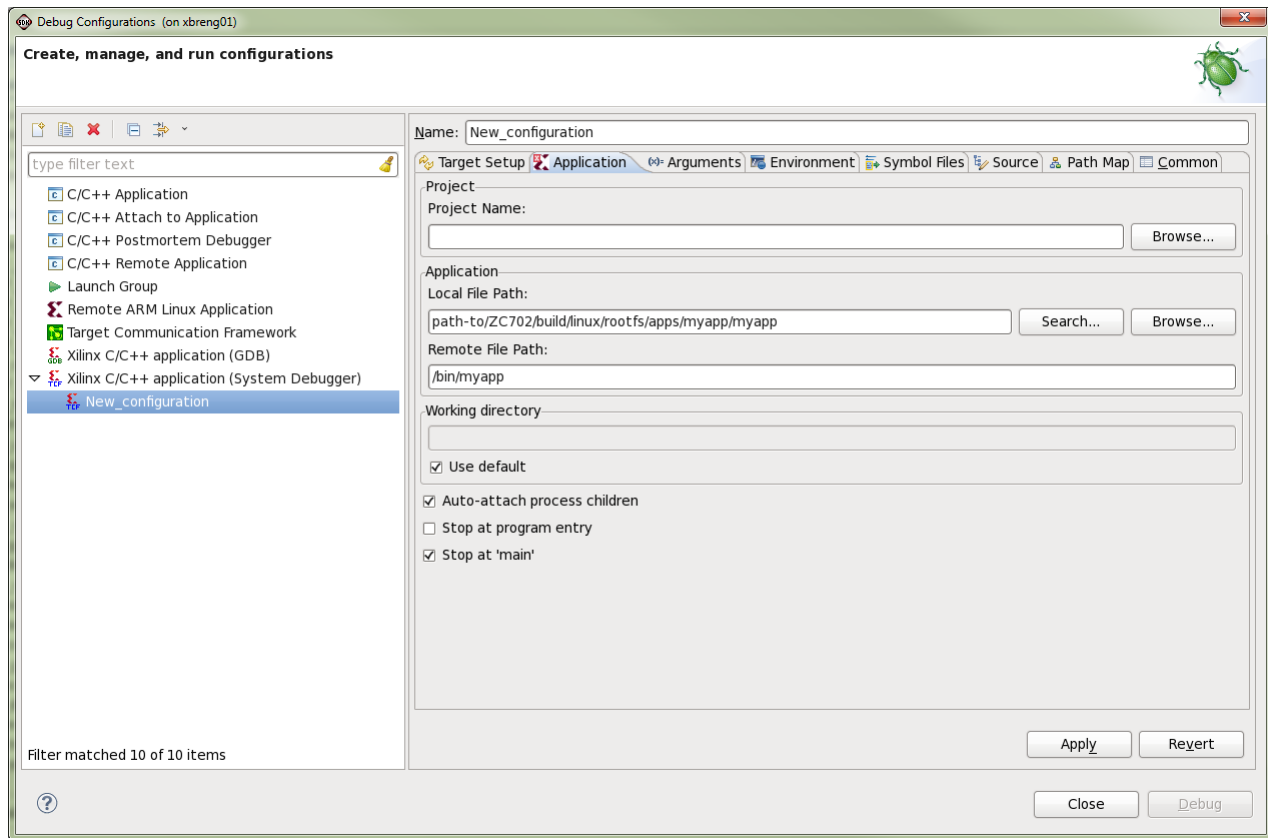 Debug Configurations (on xbreng01)
Create, manage, and run configurations
type filter text
C/C++ Application
C/C++ Attach to Application
C/C++ Postmortem Debugger
C/C++ Remote Application
Launch Group
Remote ARM Linux Application
Target Communication Framework
Xilinx C/C++ application (GDB)
Xilinx C/C++ application (System Debugger)
New_configuration
Filter matched 10 of 10 items
Name: New_configuration
Target Setup Application Arguments Environment Symbol Files Source Path Map Common
Project
Project Name:
Browse...
Application
Local File Path:
path-to/ZC702/build/linux/rootfs/apps/myapp/myapp Search... Browse...
Remote File Path:
/bin/myapp
Working directory
Use default
Auto-attach process children
Stop at program entry
Stop at 'main'
Apply Revert
Close Debug